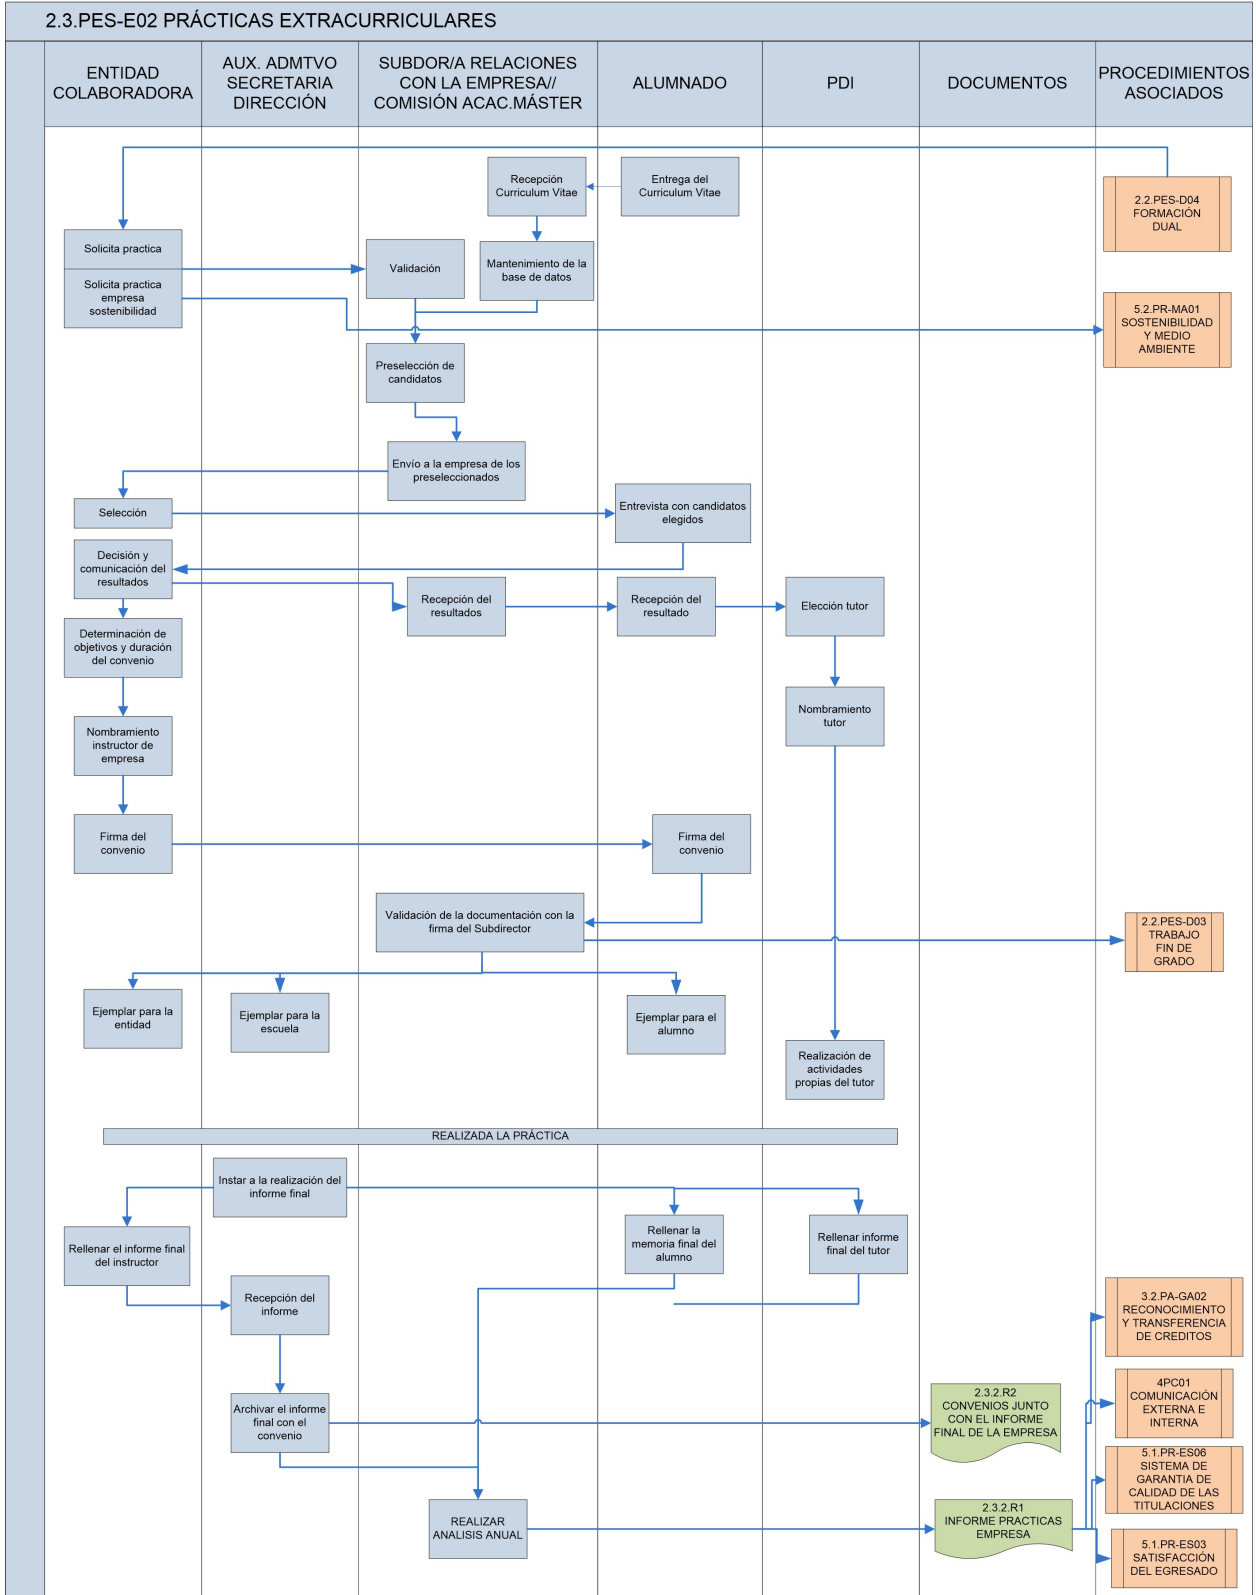 2.3.PES-E02 PRÁCTICAS EXTRACURRICULARES
ENTIDAD
COLABORADORA
AUX. ADMTVO
SECRETARIA
DIRECCIÓN
SUBDOR/A RELACIONES
CON LA EMPRESA//
COMISIÓN ACAC.MÁSTER
ALUMNADO
PDI
DOCUMENTOS
PROCEDIMIENTOS
ASOCIADOS
Recepción
Curriculum Vitae
Entrega del
Curriculum Vitae
2.2.PES-D04
FORMACIÓN
DUAL
Solicita practica
Solicita practica
empresa
sostenibilidad
Validación
Mantenimiento de la
base de datos
5.2.PR-MA01
SOSTENIBILIDAD
Y MEDIO
AMBIENTE
Preselección de
candidatos
Envío a la empresa de los
preseleccionados
Selección
Entrevista con candidatos
elegidos
Decisión y
comunicación del
resultados
Recepción del
resultados
Recepción del
resultado
Elección tutor
Determinación de
objetivos y duración
del convenio
Nombramiento
tutor
Nombramiento
instructor de
empresa
Firma del
convenio
Firma del
convenio
Validación de la documentación con la
firma del Subdirector
2.2.PES-D03
TRABAJO
FIN DE
GRADO
Ejemplar para la
entidad
Ejemplar para la
escuela
Ejemplar para el
alumno
Realización de
actividades
propias del tutor
REALIZADA LA PRÁCTICA
Instar a la realización del
informe final
Rellenar el informe final
del instructor
Rellenar la
memoria final del
alumno
Rellenar informe
final del tutor
Recepción del
informe
3.2.PA-GA02
RECONOCIMIENTO
Y TRANSFERENCIA
DE CREDITOS
Archivar el informe
final con el
convenio
2.3.2.R2
CONVENIOS JUNTO
CON EL INFORME
FINAL DE LA EMPRESA
4PC01
COMUNICACIÓN
EXTERNA E
INTERNA
5.1.PR-ES06
SISTEMA DE
GARANTIA DE
CALIDAD DE LAS
TITULACIONES
REALIZAR
ANALISIS ANUAL
2.3.2.R1
INFORME PRACTICAS
EMPRESA
5.1.PR-ES03
SATISFACCIÓN
DEL EGRESADO